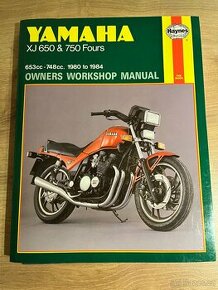 YAMAHA
Haynes
XJ 650 & 750 Fours
653cc - 748cc. 1980 to 1984
OWNERS WORKSHOP MANUAL